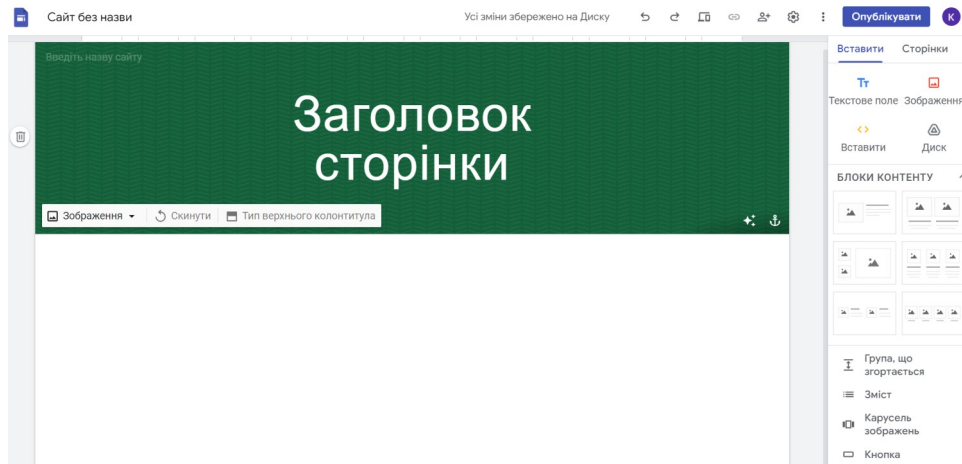 Сайт без назви
Усі зміни збережено на Диску
Опублікувати
К
Введіть назву сайту
Заголовок
сторінки
Зображення
Скинути
Тип верхнього колонтитула
Вставити
Сторінки
Текстове поле
Зображення
Вставити
Диск
БЛОКИ КОНТЕНТУ
Група, що
згортається
Зміст
Карусель
зображень
Кнопка